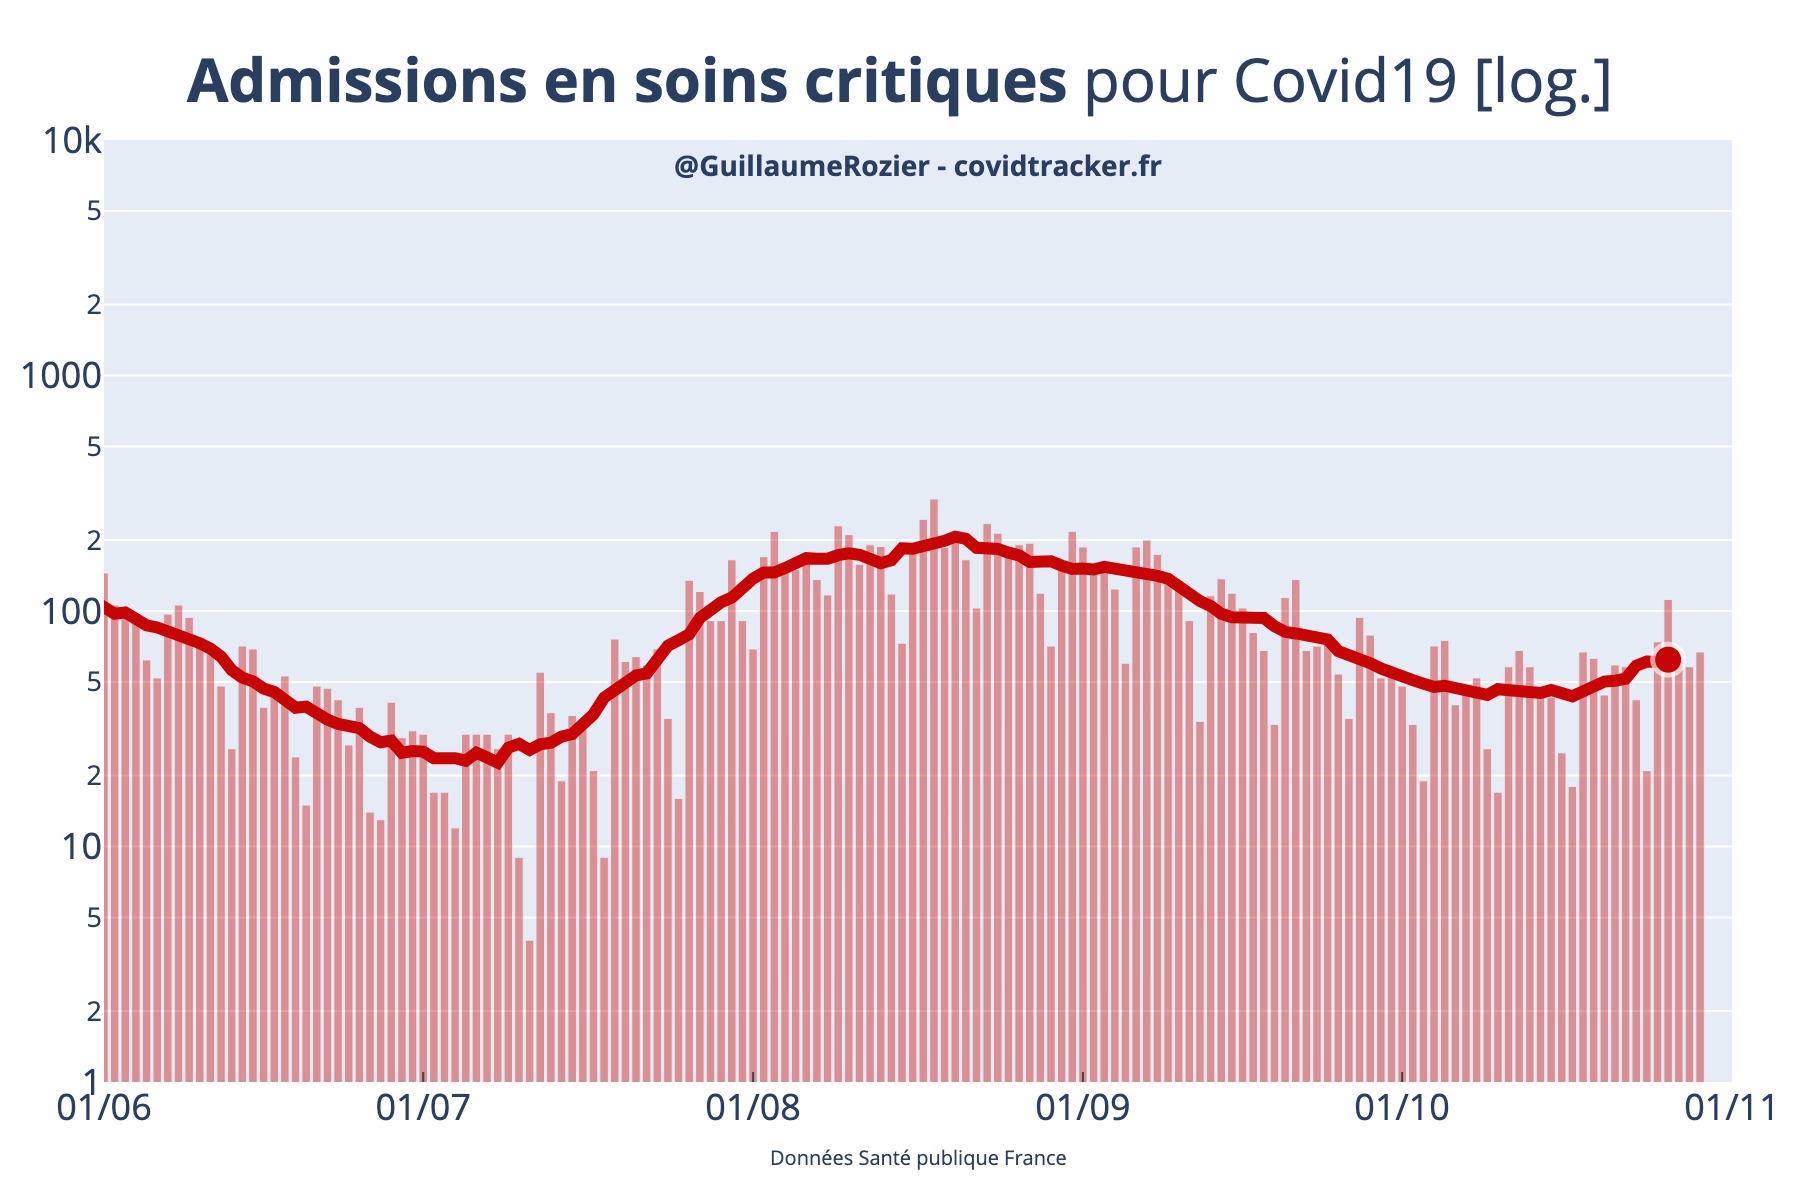 Admissions en soins critiques pour Covid19 [log.]
@GuillaumeRozier - covidtracker.fr
10k
5
2
1000
5
2
100
5
2
10
5
2
1
01/06 01/07 01/08 01/09 01/10 01/11
Données Santé publique France